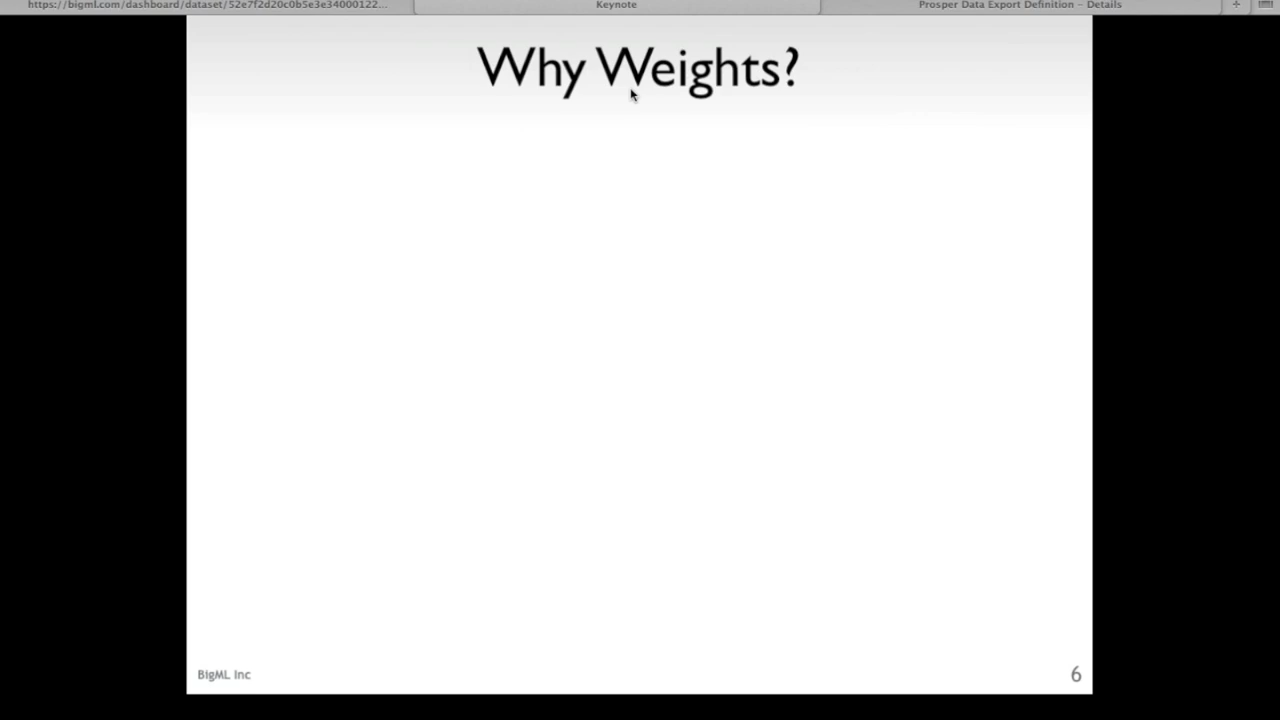 https://bigml.com/dashboard/dataset/52e7f2d20c0b5e3e34000122...
Keynote
Prosper Data Export Definition - Details
Why Weights?
BigML Inc
6